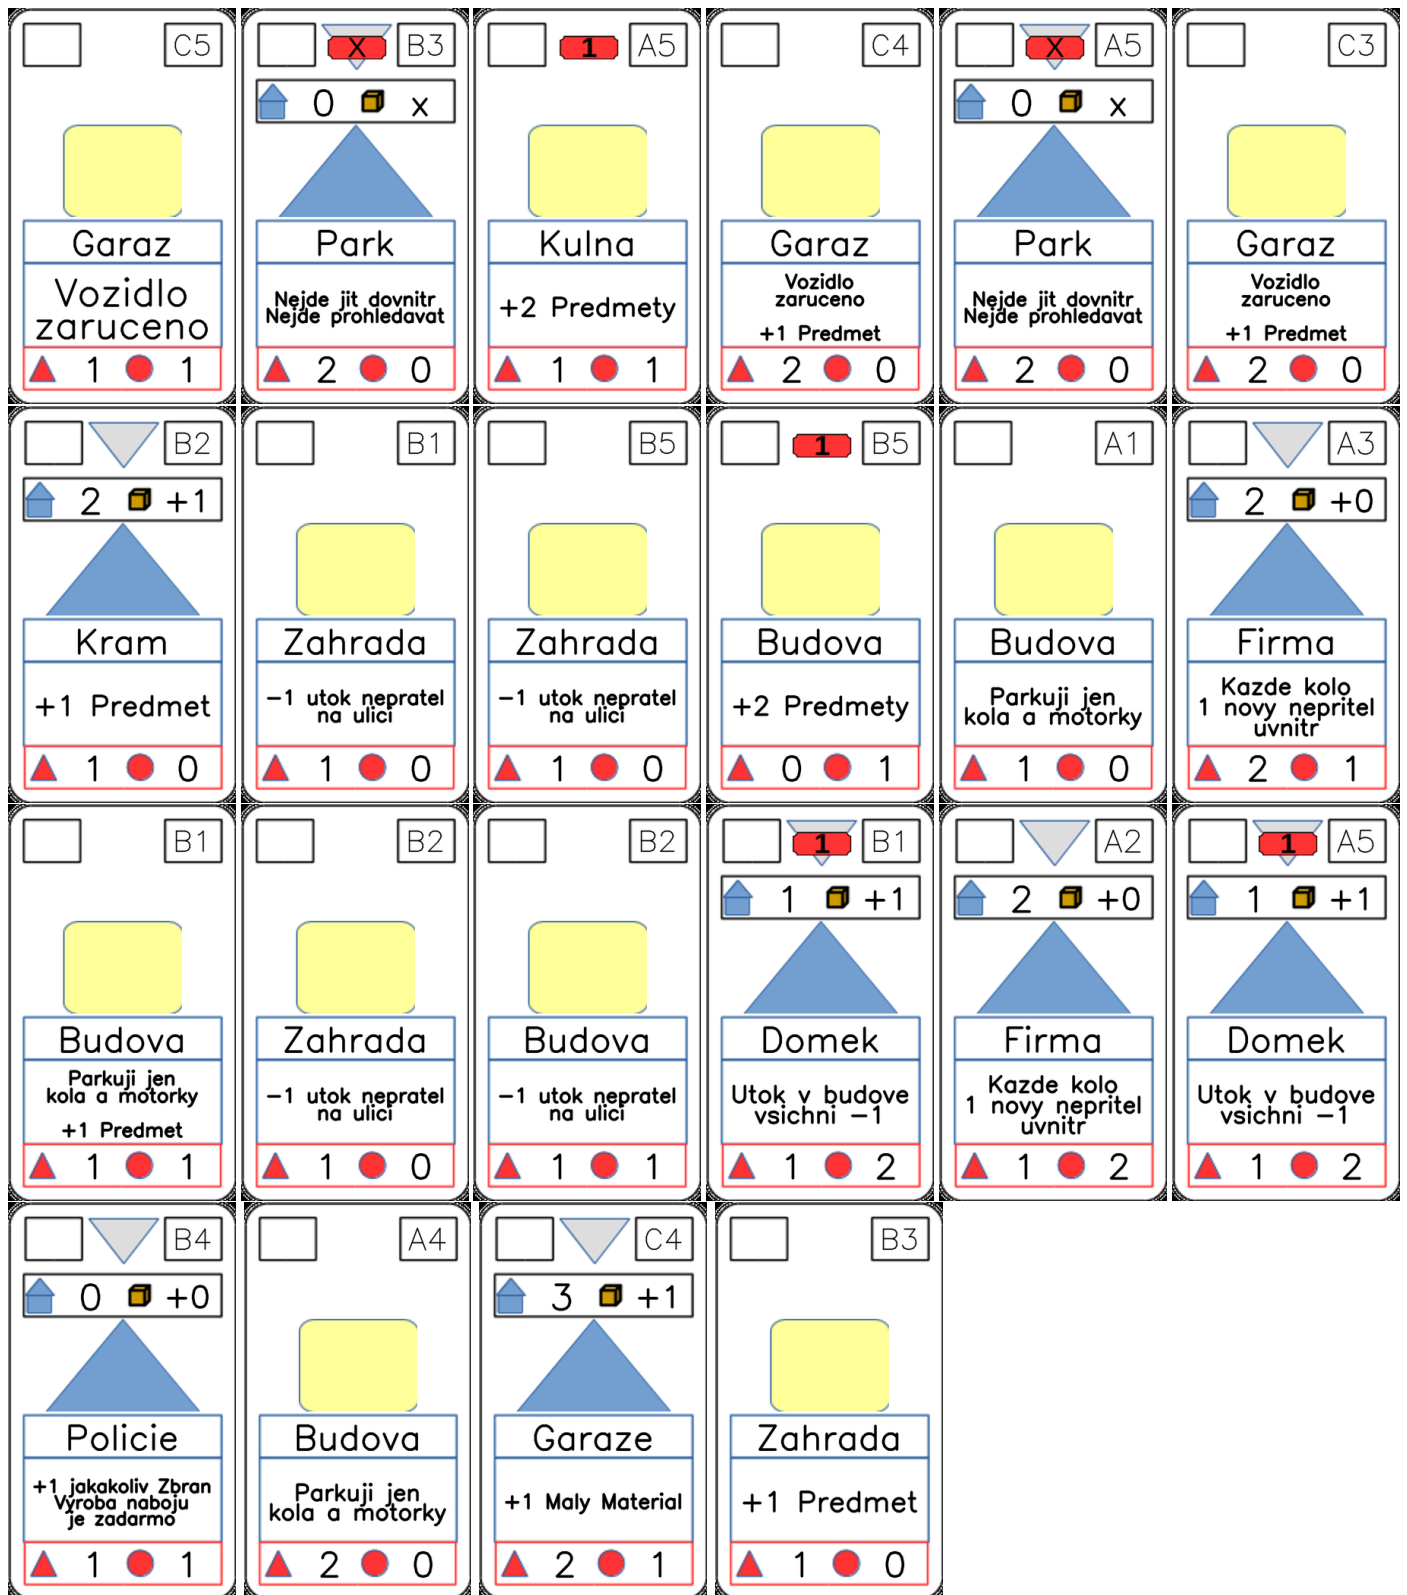 C5
Garaz
Vozidlo
zaruceno
1 1
X B3
0 x
Park
Nejde jit dovnitr
Nejde prohledavat
2 0
1 A5
Kulna
+2 Predmety
1 1
C4
Garaz
Vozidlo
zaruceno
+1 Predmet
2 0
X A5
0 x
Park
Nejde jit dovnitr
Nejde prohledavat
2 0
C3
Garaz
Vozidlo
zaruceno
+1 Predmet
2 0
B2
2 +1
Kram
+1 Predmet
1 0
B1
Zahrada
-1 utok nepratel
na ulici
1 0
B5
Zahrada
-1 utok nepratel
na ulici
1 0
1 B5
Budova
+2 Predmety
0 1
A1
Budova
Parkuji jen
kola a motorky
1 0
A3
2 +0
Firma
Kazde kolo
1 novy nepritel
uvnitr
2 1
B1
Budova
Parkuji jen
kola a motorky
+1 Predmet
1 1
B2
Zahrada
-1 utok nepratel
na ulici
1 0
B2
Budova
-1 utok nepratel
na ulici
1 1
1 B1
1 +1
Domek
Utok v budove
vsichni -1
1 2
A2
2 +0
Firma
Kazde kolo
1 novy nepritel
uvnitr
1 2
1 A5
1 +1
Domek
Utok v budove
vsichni -1
1 2
B4
0 +0
Policie
+1 jakakoliv Zbran
Vyroba naboju
je zadarmo
1 1
A4
Budova
Parkuji jen
kola a motorky
2 0
C4
3 +1
Garaze
+1 Maly Material
2 1
B3
Zahrada
+1 Predmet
1 0